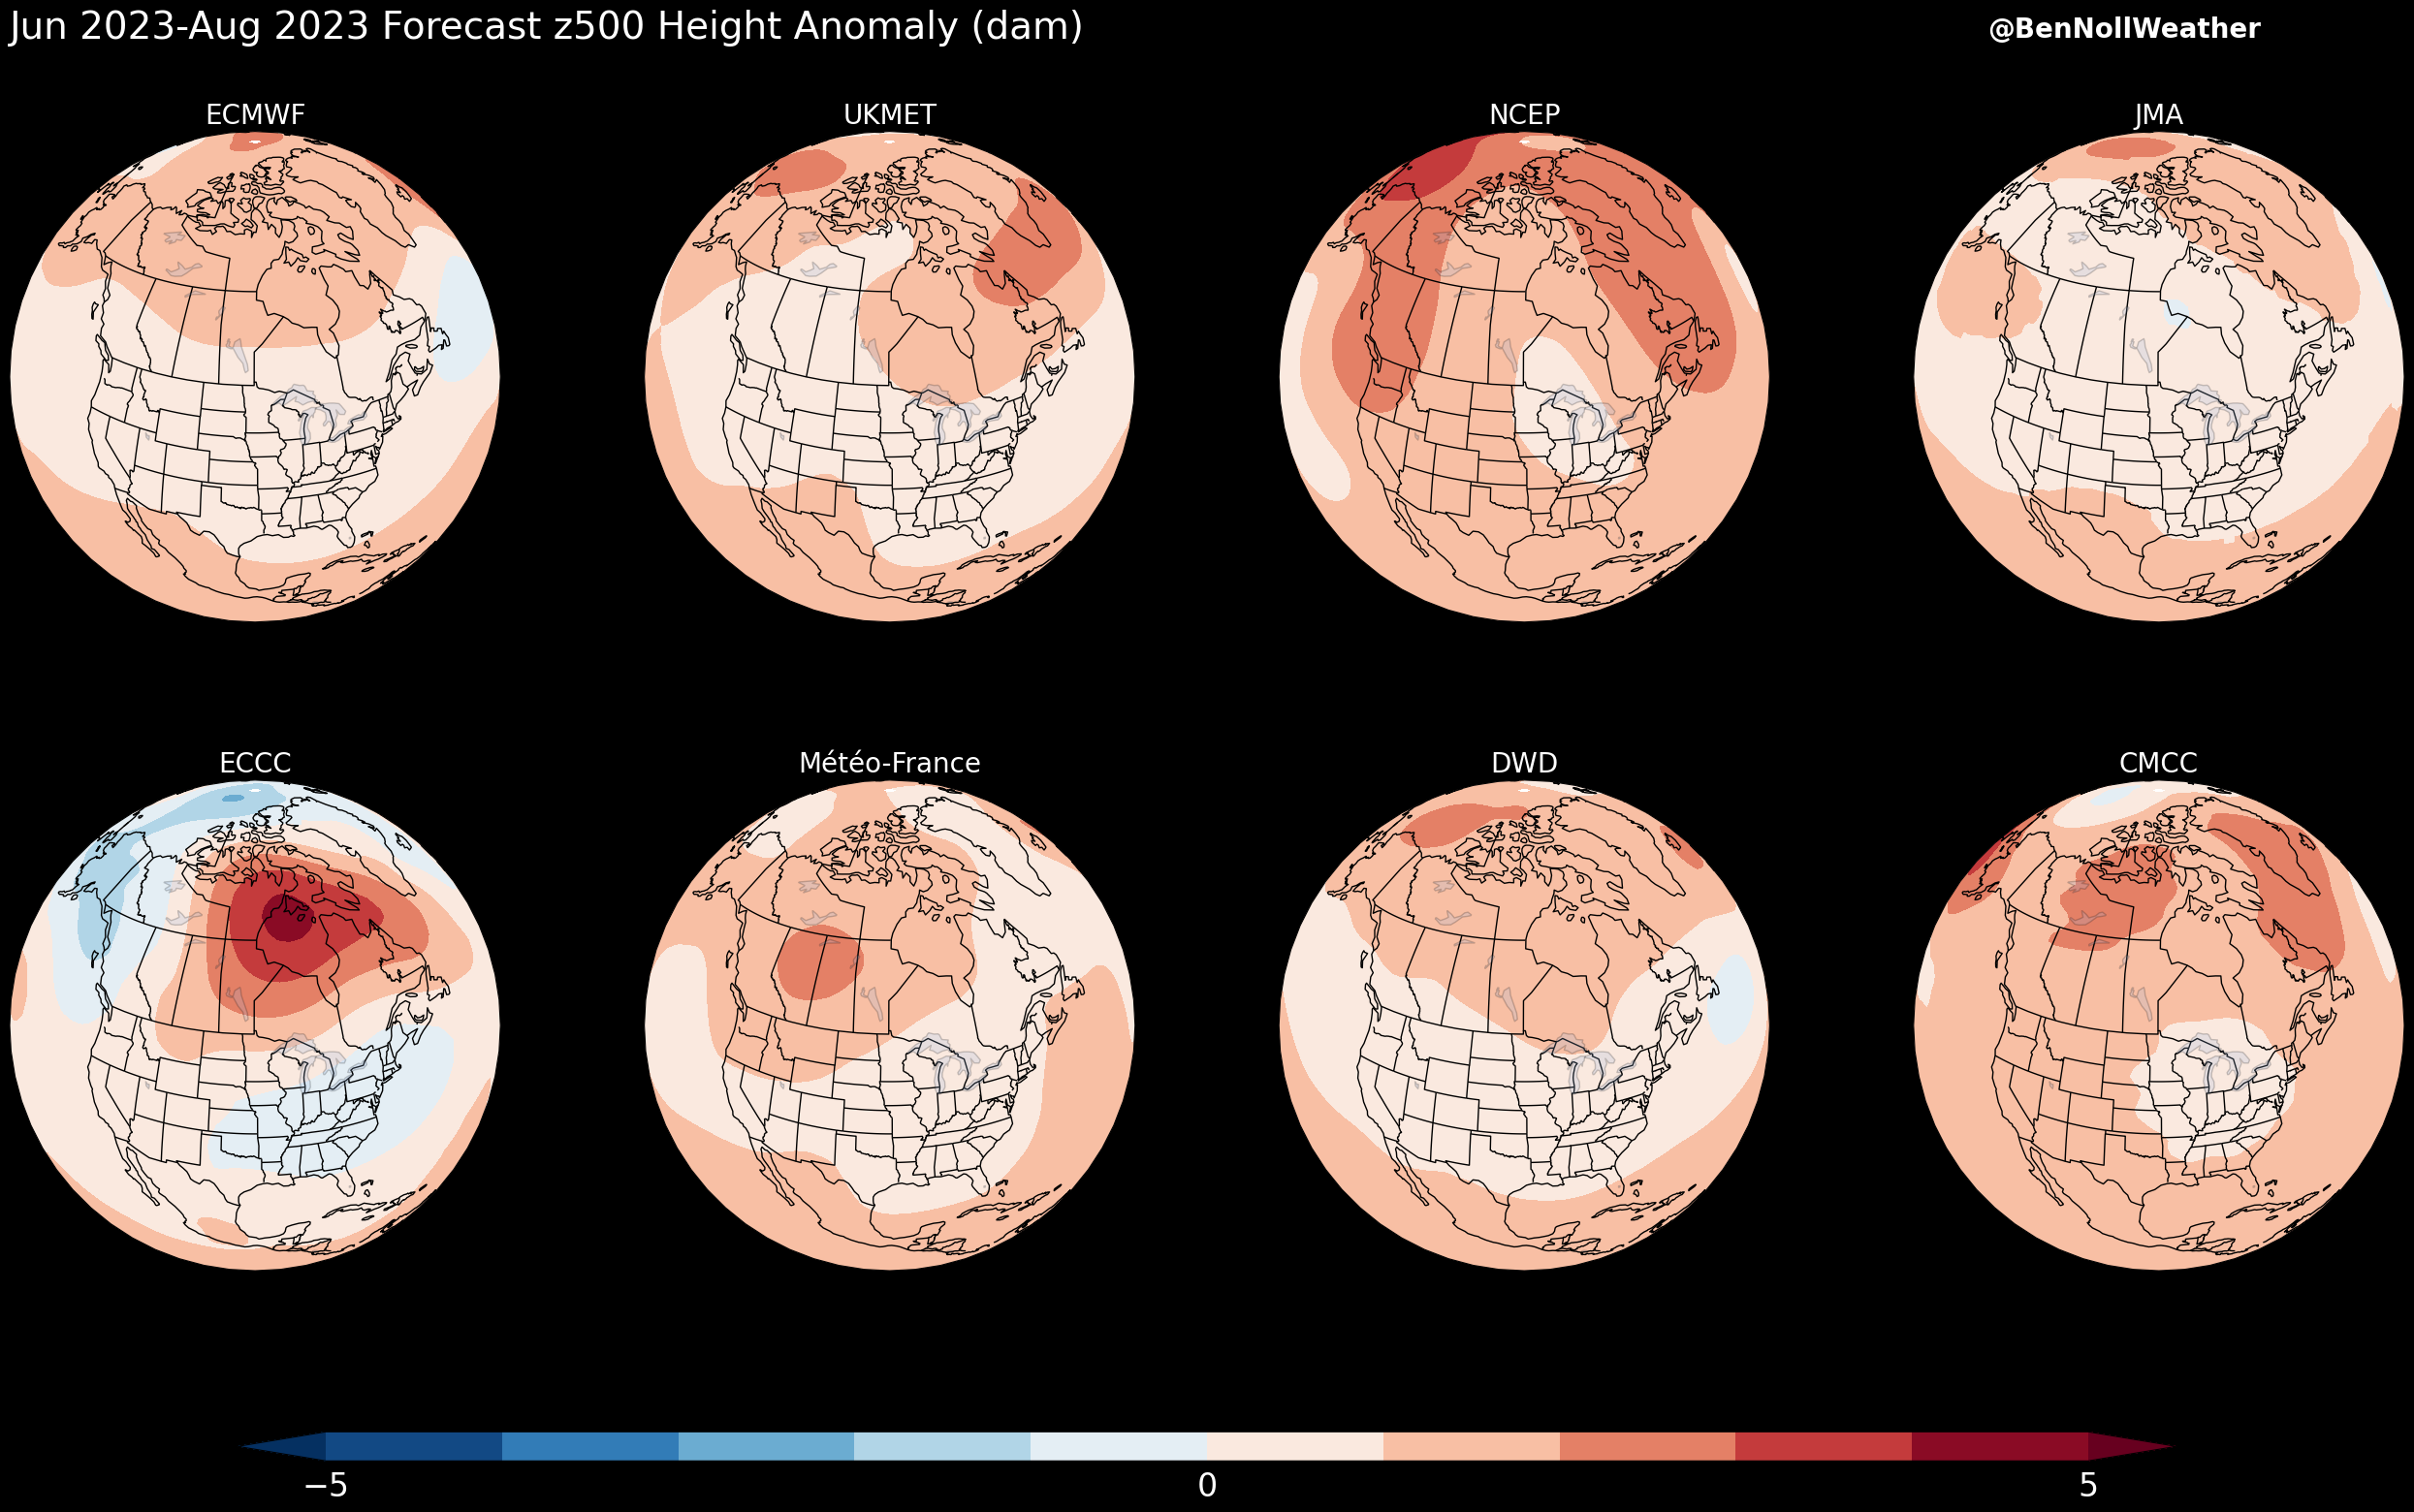 Jun 2023-Aug 2023 Forecast z500 Height Anomaly (dam)
@BenNollWeather
ECMWF
UKMET
NCEP
JMA
ECCC
Météo-France
DWD
CMCC
−5
0
5